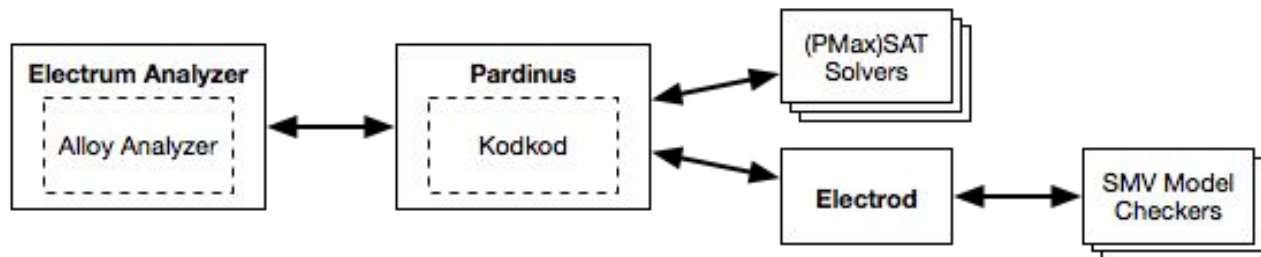 Electrum Analyzer
Alloy Analyzer
Pardinus
Kodkod
(PMax)SAT
Solvers
Electrod
SMV Model
Checkers